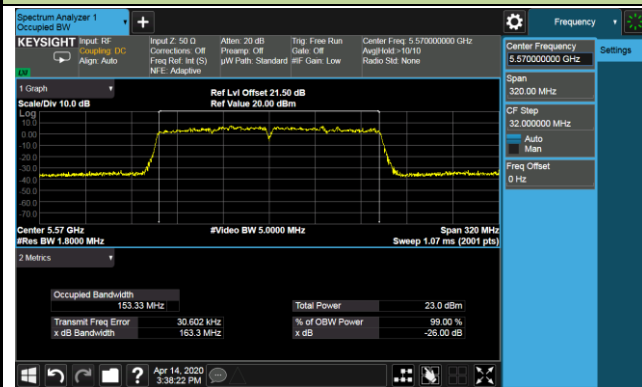 Spectrum Analyzer 1
Occupied BW
+
Frequency
KEYSIGHT Input: RF
Coupling: DC
Align: Auto
Input Z: 50 Ω
Corrections: Off
Freq Ref: Int (S)
NFE: Adaptive
Atten: 20 dB
Preamp: Off
µW Path: Standard
Trig: Free Run
Gate: Off
#IF Gain: Low
Center Freq: 5.570000000 GHz
Avg|Hold:>10/10
Radio Std: None
Center Frequency
5.570000000 GHz
Settings
Span
320.00 MHz
CF Step
32.000000 MHz
Auto
Man
Freq Offset
0 Hz
1 Graph
Scale/Div 10.0 dB
Ref Lvl Offset 21.50 dB
Ref Value 20.00 dBm
Log
10.0
0.00
-10.0
-20.0
-30.0
-40.0
-50.0
-60.0
-70.0
Center 5.57 GHz
#Res BW 1.8000 MHz
#Video BW 5.0000 MHz
Span 320 MHz
Sweep 1.07 ms (2001 pts)
2 Metrics
Occupied Bandwidth
153.33 MHz
Total Power 23.0 dBm
Transmit Freq Error 30.602 kHz
% of OBW Power 99.00 %
x dB Bandwidth 163.3 MHz
x dB -26.00 dB
?
Apr 14, 2020
3:38:22 PM